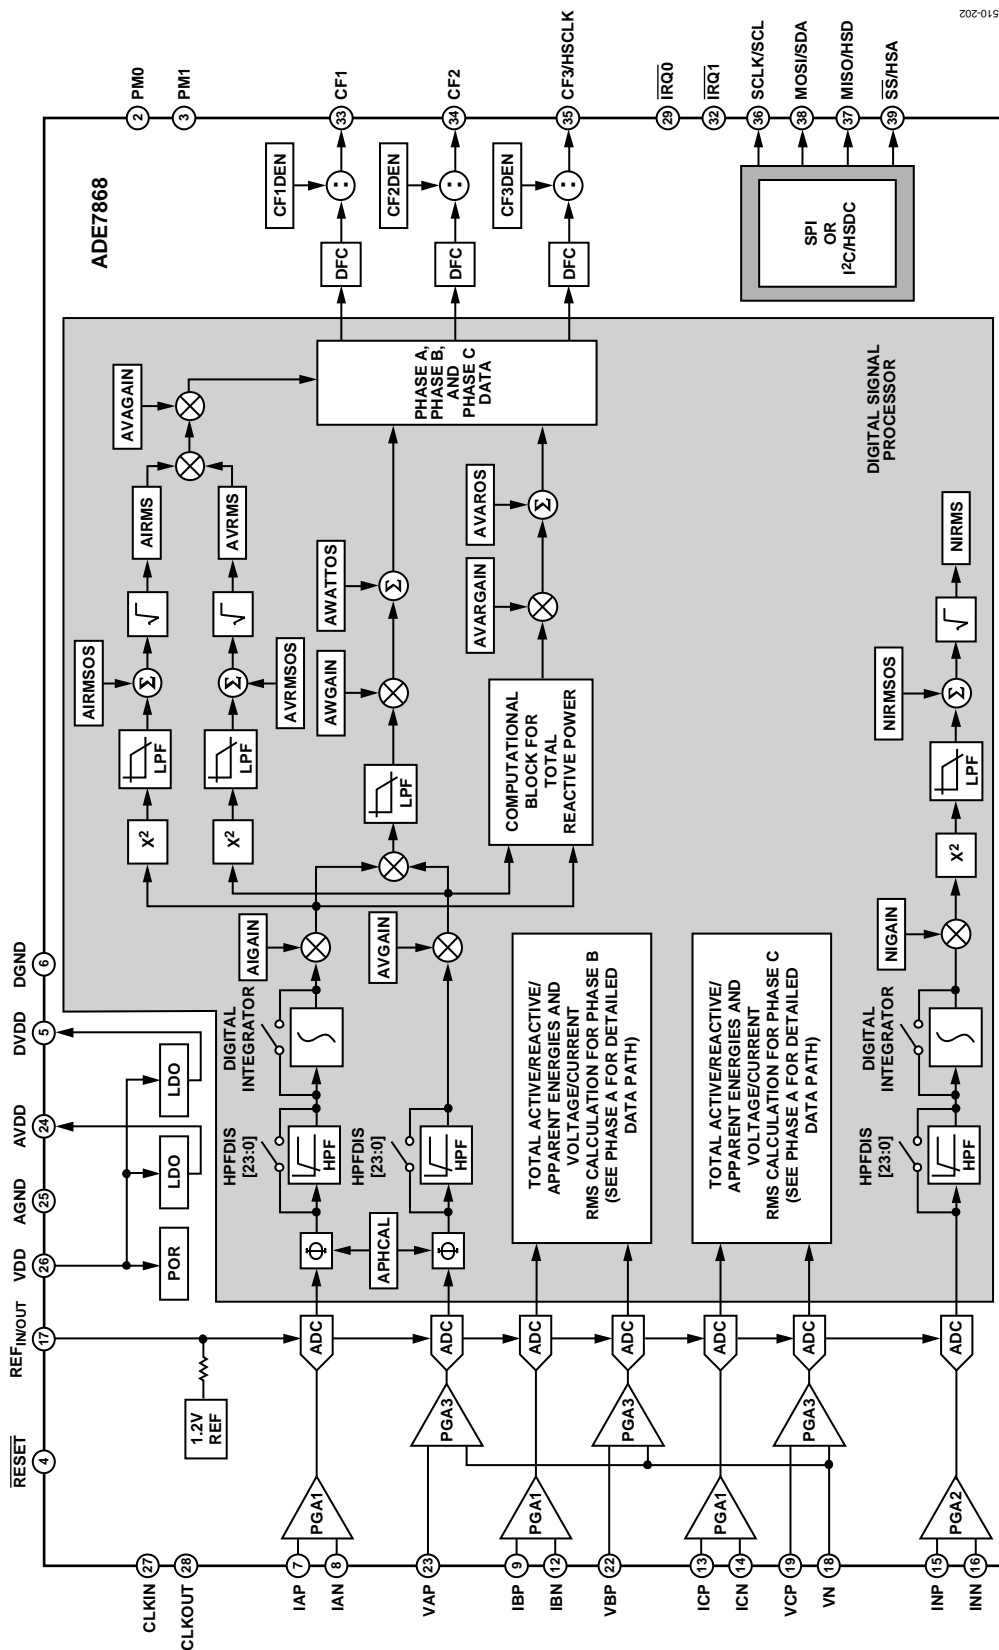 510-202
ADE7868
RESET
4
REF IN/OUT
17
VDD
26
AGND
25
AVDD
24
DVDD
5
DGND
6
PM0
2
PM1
3
CLKIN
27
CLKOUT
28
1.2V
REF
POR
LDO
LDO
IAP
7
IAN
8
PGA1
ADC
Φ
APHCAL
HPFDIS
[23:0]
HPF
DIGITAL
INTEGRATOR
AIGAIN
X2
LPF
AIRMSOS
Σ
√
AIRMS
AVAGAIN
VAP
23
PGA3
ADC
Φ
HPFDIS
[23:0]
HPF
AVGAIN
X2
LPF
AVRMSOS
Σ
√
AVRMS
LPF
AWGAIN
AWATTOS
Σ
COMPUTATIONAL
BLOCK FOR
TOTAL
REACTIVE POWER
AVARGAIN
AVAROS
Σ
PHASE A,
PHASE B,
AND
PHASE C
DATA
DFC
CF1DEN
:
CF1
33
DFC
CF2DEN
:
CF2
34
DFC
CF3DEN
:
CF3/HSCLK
35
IBP
9
IBN
12
PGA1
ADC
VBP
22
PGA3
ADC
TOTAL ACTIVE/REACTIVE/
APPARENT ENERGIES AND
VOLTAGE/CURRENT
RMS CALCULATION FOR PHASE B
(SEE PHASE A FOR DETAILED
DATA PATH)
ICP
13
ICN
14
PGA1
ADC
VCP
19
VN
18
PGA3
ADC
TOTAL ACTIVE/REACTIVE/
APPARENT ENERGIES AND
VOLTAGE/CURRENT
RMS CALCULATION FOR PHASE C
(SEE PHASE A FOR DETAILED
DATA PATH)
INP
15
INN
16
PGA2
ADC
HPFDIS
[23:0]
HPF
DIGITAL
INTEGRATOR
NIGAIN
X2
LPF
NIRMSOS
Σ
√
NIRMS
DIGITAL SIGNAL
PROCESSOR
IRQ0
29
IRQ1
32
SCLK/SCL
36
MOSI/SDA
38
MISO/HSD
37
SS/HSA
39
SPI
OR
I2C/HSDC